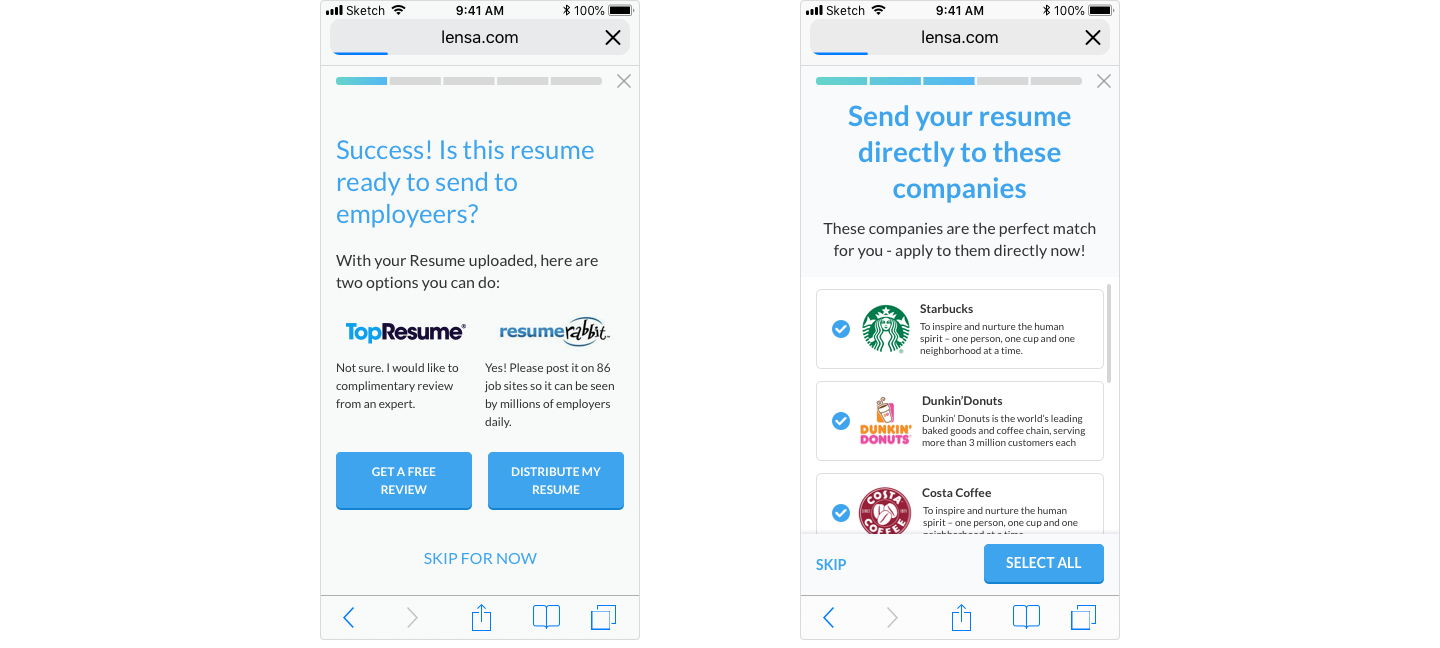 Sketch 9:41 AM 100%
lensa.com
Success! Is this resume
ready to send to
employeers?
With your Resume uploaded, here are
two options you can do:
TopResume®
resumerabbit™
Not sure. I would like to
complimentary review
from an expert.
Yes! Please post it on 86
job sites so it can be seen
by millions of employers
daily.
GET A FREE
REVIEW
DISTRIBUTE MY
RESUME
SKIP FOR NOW
Sketch 9:41 AM 100%
lensa.com
Send your resume
directly to these
companies
These companies are the perfect match
for you - apply to them directly now!
Starbucks
To inspire and nurture the human
spirit – one person, one cup and one
neighborhood at a time.
DUNKIN'
DONUTS
Dunkin’Donuts
Dunkin’ Donuts is the world’s leading
baked goods and coffee chain, serving
more than 3 million customers each
COSTA
COFFEE
Costa Coffee
To inspire and nurture the human
spirit – one person, one cup and one
neighborhood at a time.
SKIP
SELECT ALL